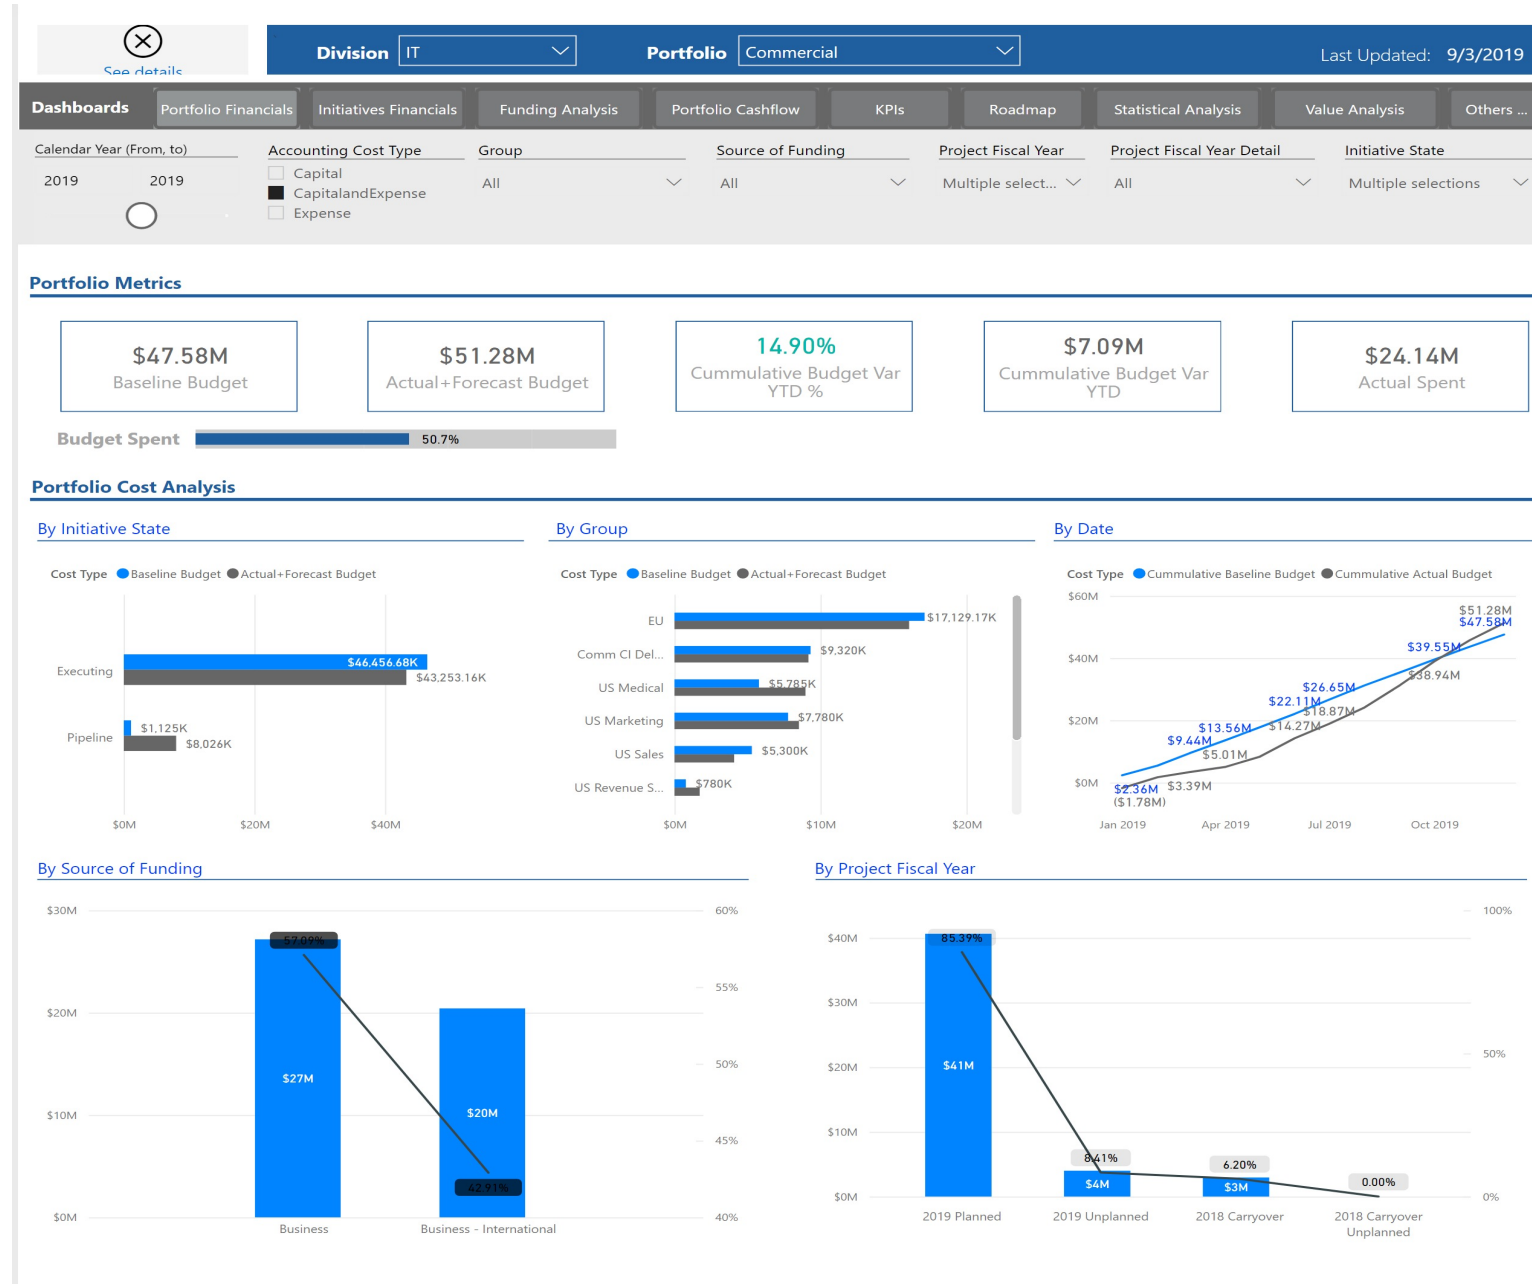 See details
Division IT Portfolio Commercial Last Updated: 9/3/2019
Dashboards Portfolio Financials Initiatives Financials Funding Analysis Portfolio Cashflow KPIs Roadmap Statistical Analysis Value Analysis Others ...
Calendar Year (From, to) Accounting Cost Type Group Source of Funding Project Fiscal Year Project Fiscal Year Detail Initiative State
2019 2019 Capital All All Multiple select... All Multiple selections
CapitalandExpense
Expense
Portfolio Metrics
$47.58M
Baseline Budget
$51.28M
Actual+Forecast Budget
14.90%
Cummulative Budget Var
YTD %
$7.09M
Cummulative Budget Var
YTD
$24.14M
Actual Spent
Budget Spent 50.7%
Portfolio Cost Analysis
By Initiative State
Cost Type Baseline Budget Actual+Forecast Budget
Executing $46,456.68K
$43,253.16K
Pipeline $1,125K
$8,026K
$0M $20M $40M
By Group
Cost Type Baseline Budget Actual+Forecast Budget
EU $17,129.17K
Comm CI Del... $9,320K
US Medical $5,785K
US Marketing $7,780K
US Sales $5,300K
US Revenue S... $780K
$0M $10M $20M
By Date
Cost Type Cummulative Baseline Budget Cummulative Actual Budget
$60M
$51.28M
$47.58M
$39.55M
$40M
$38.94M
$26.65M
$22.11M
$18.87M
$20M
$13.56M
$14.27M
$9.44M
$5.01M
$0M
$2.36M
$3.39M
($1.78M)
Jan 2019 Apr 2019 Jul 2019 Oct 2019
By Source of Funding
$30M 60%
57.09%
55%
$20M
50%
$27M
$20M
$10M
45%
42.91%
$0M 40%
Business Business - International
By Project Fiscal Year
100%
$40M 85.39%
$30M
$20M $41M 50%
$10M
8.41% 6.20% 0.00%
$4M $3M
$0M 0%
2019 Planned 2019 Unplanned 2018 Carryover 2018 Carryover
Unplanned